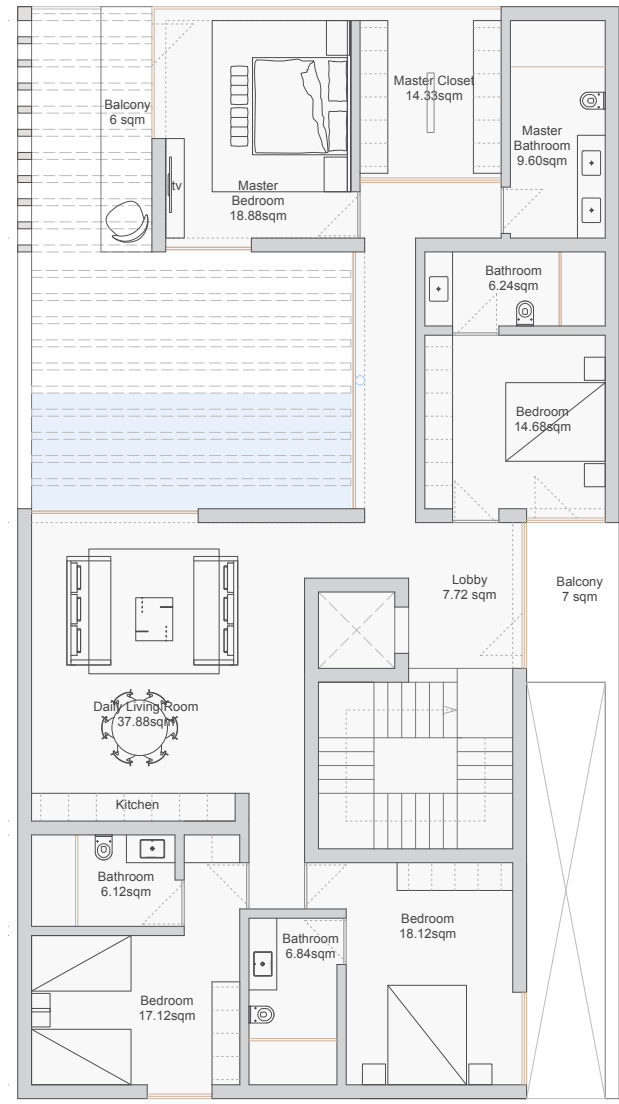 Master Closet
14.33sqm
Balcony
6 sqm
Master
Bathroom
9.60sqm
tv
Master
Bedroom
18.88sqm
Bathroom
6.24sqm
Bedroom
14.68sqm
Lobby
7.72 sqm
Balcony
7 sqm
Daily Living Room
37.88sqm
Kitchen
Bathroom
6.12sqm
Bedroom
18.12sqm
Bathroom
6.84sqm
Bedroom
17.12sqm